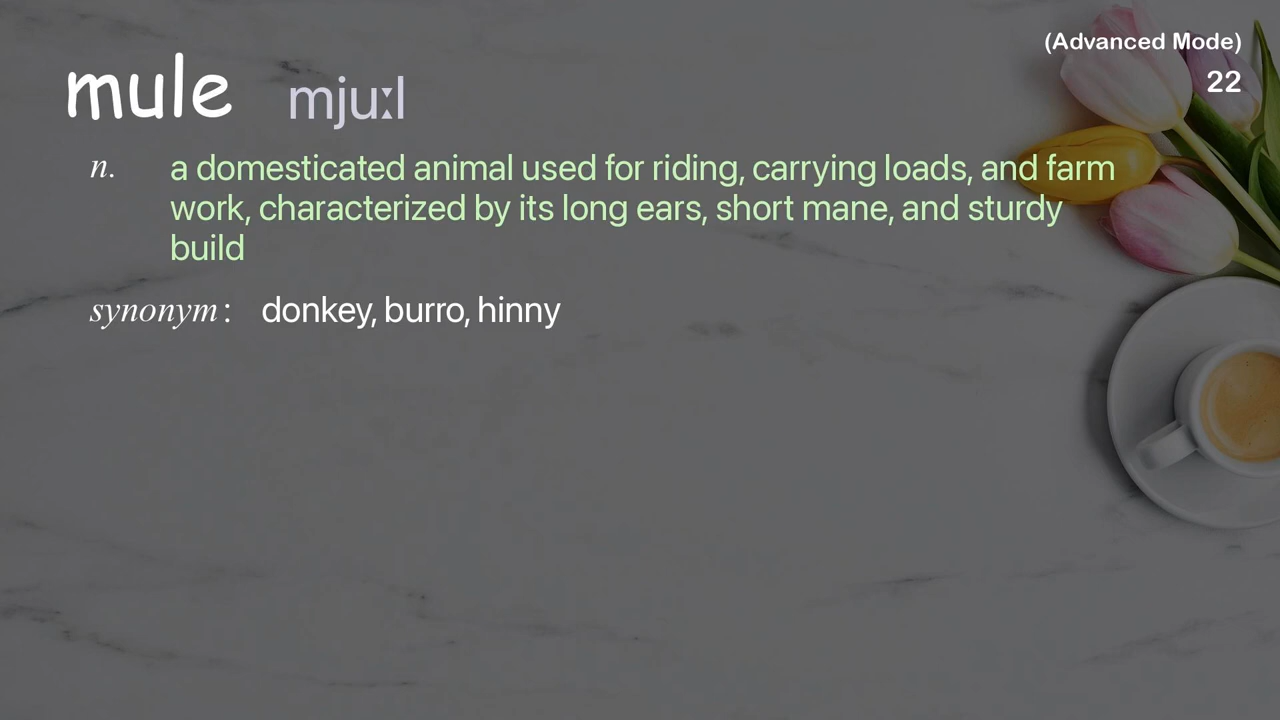 (Advanced Mode)
22
mule mjuːl
n. a domesticated animal used for riding, carrying loads, and farm
work, characterized by its long ears, short mane, and sturdy
build
synonym: donkey, burro, hinny